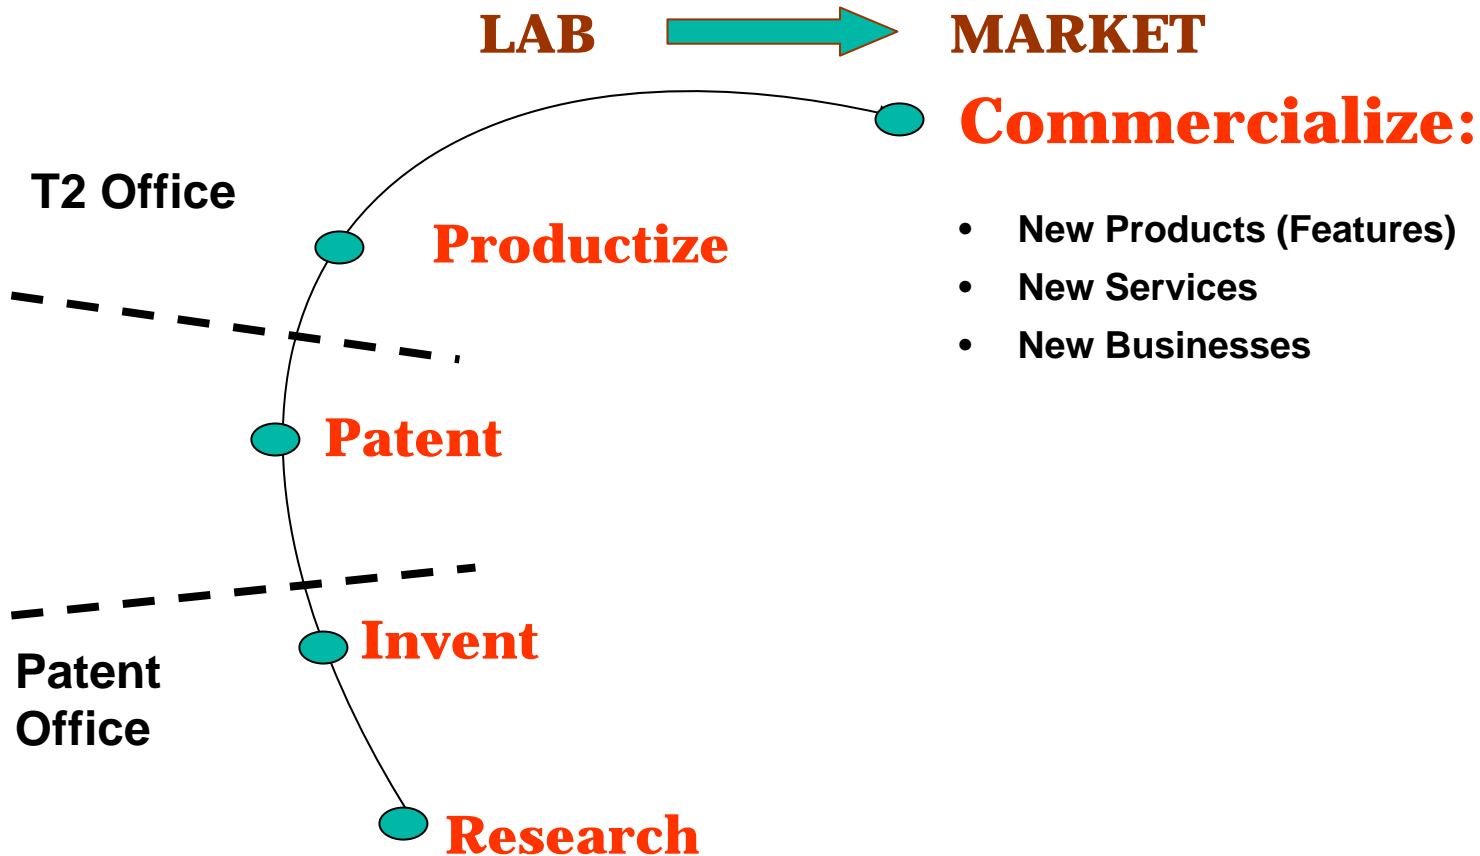 LAB MARKET
Commercialize:
T2 Office
Productize
• New Products (Features)
• New Services
• New Businesses
Patent
Invent
Patent
Office
Research